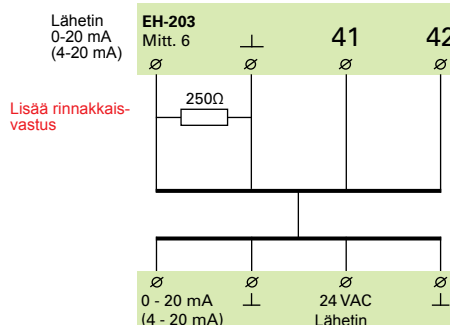 Lähetin
0-20 mA
(4-20 mA)
EH-203
Mitt. 6
41
42
Lisää rinnakkais-
vastus
250Ω
0 - 20 mA
(4 - 20 mA)
24 VAC
Lähetin